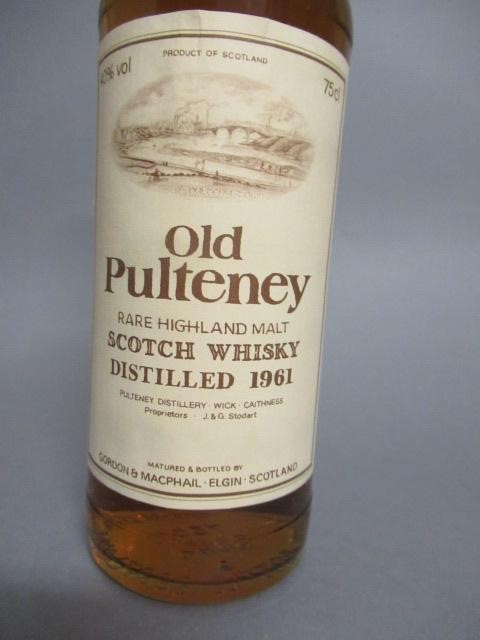 PRODUCT OF SCOTLAND
40% vol
75cl
Old
Pulteney
RARE HIGHLAND MALT
SCOTCH WHISKY
DISTILLED 1961
PULTENEY DISTILLERY · WICK · CAITHNESS
Proprietors · J. & G. Stodart
MATURED & BOTTLED BY
GORDON & MACPHAIL · ELGIN · SCOTLAND